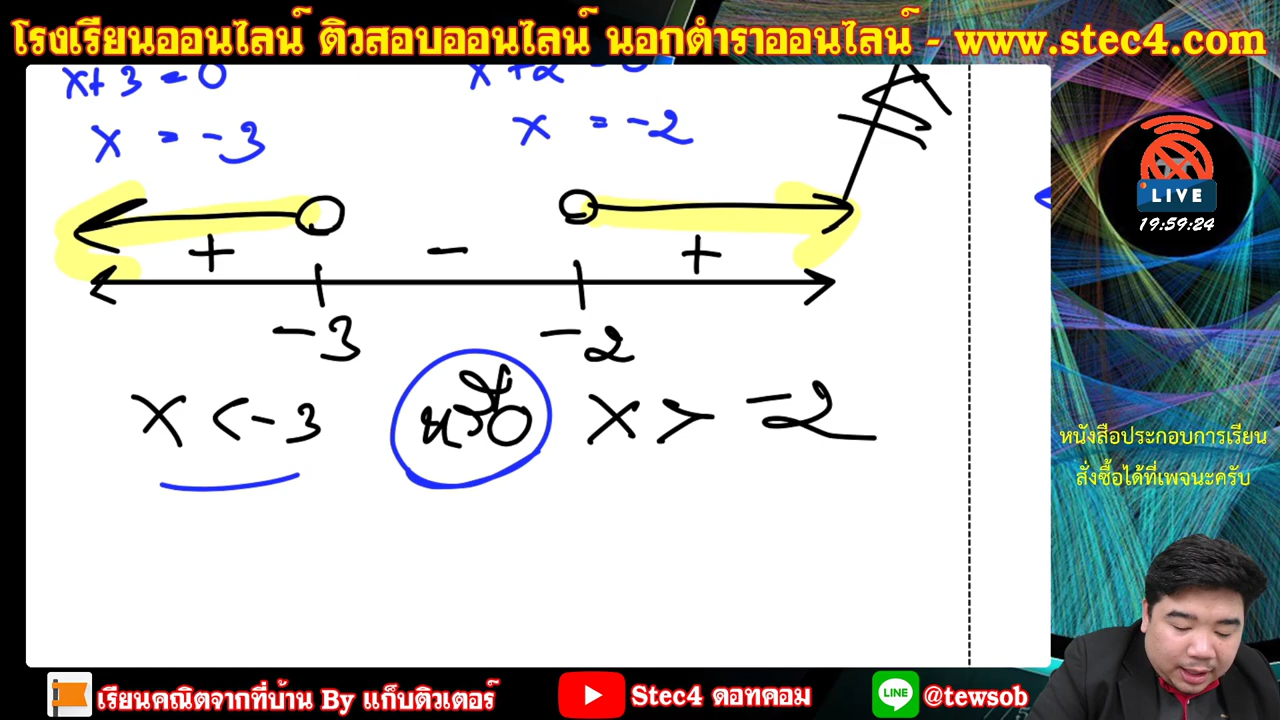 โรงเรียนออนไลน์ ติวสอบออนไลน์ นอกตำราออนไลน์ - www.stec4.com
x+3 = 0
x+2 = 0
x = -3
x = -2
LIVE
19:59:24
+ - +
-3 -2
x < -3 หรือ x > -2
หนังสือประกอบการเรียน
สั่งซื้อได้ที่เพจนะครับ
เรียนคณิตจากที่บ้าน By แก็บติวเตอร์
Stec4 ดอทคอม
LINE
@tewsob